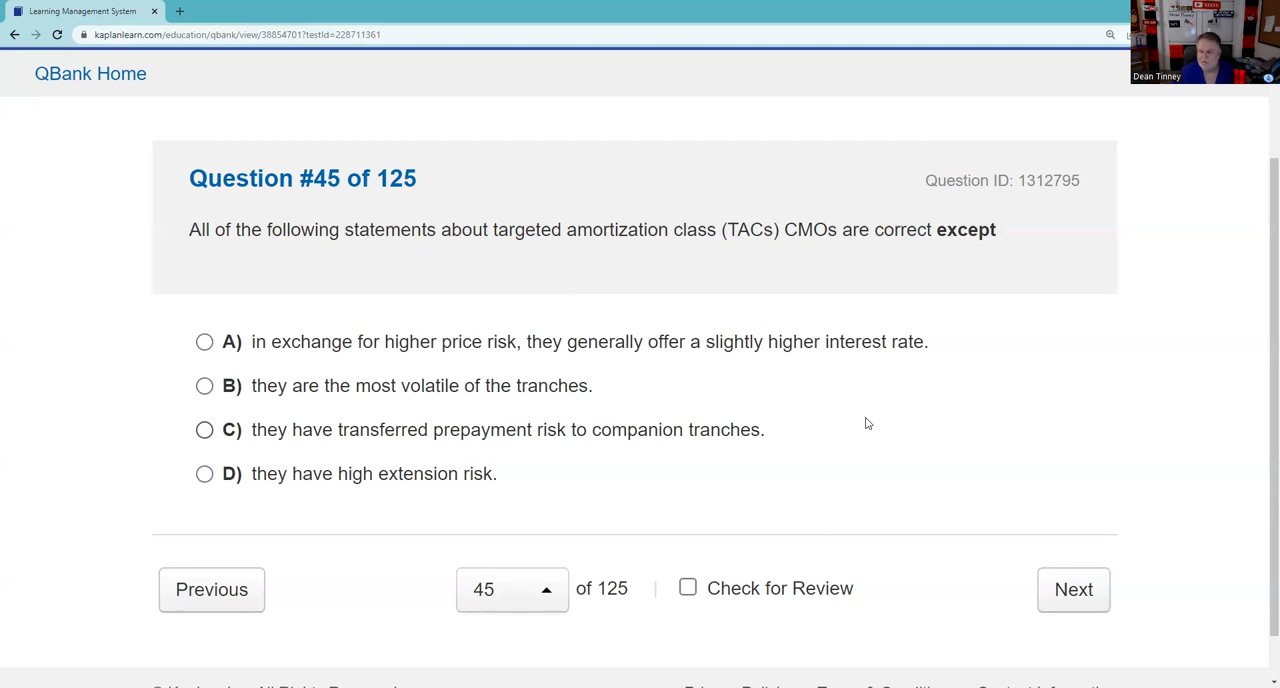 Learning Management System
kaplanlearn.com/education/qbank/view/38854701?testId=228711361
Dean Tinney
QBank Home
Question #45 of 125
Question ID: 1312795
All of the following statements about targeted amortization class (TACs) CMOs are correct except
A) in exchange for higher price risk, they generally offer a slightly higher interest rate.
B) they are the most volatile of the tranches.
C) they have transferred prepayment risk to companion tranches.
D) they have high extension risk.
Previous
45
of 125
Check for Review
Next